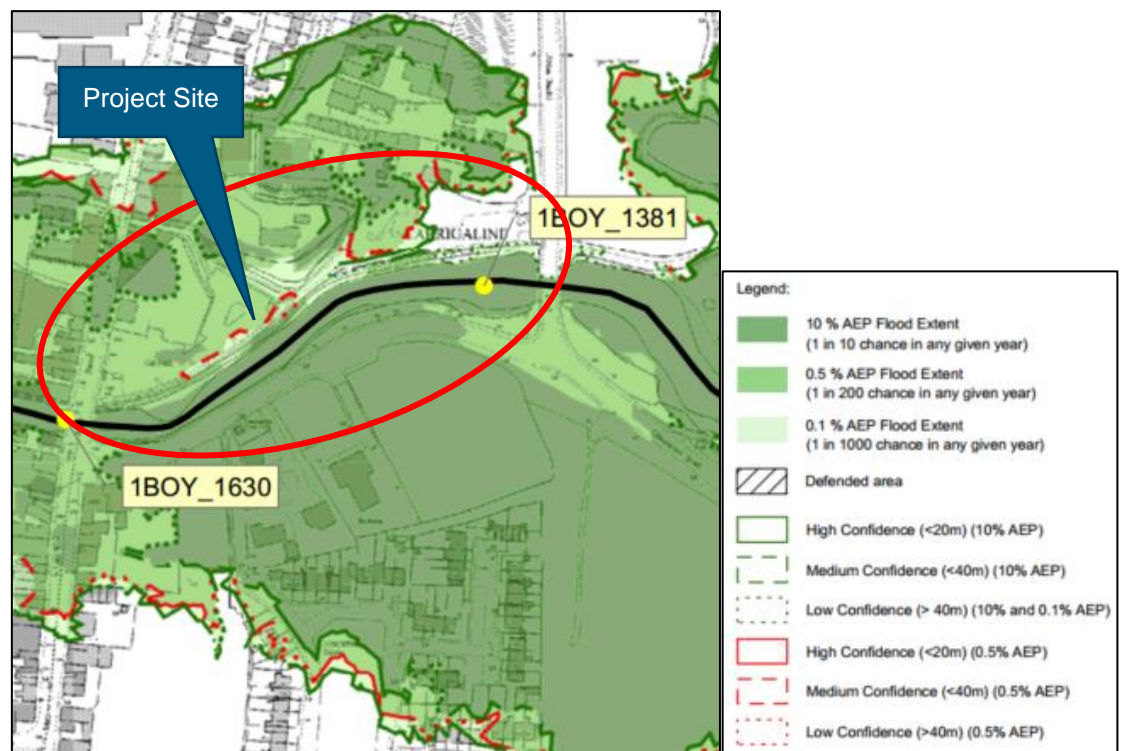 Project Site
1BOY_1381
1BOY_1630
Legend:
10 % AEP Flood Extent
(1 in 10 chance in any given year)
0.5 % AEP Flood Extent
(1 in 200 chance in any given year)
0.1 % AEP Flood Extent
(1 in 1000 chance in any given year)
Defended area
High Confidence (<20m) (10% AEP)
Medium Confidence (<40m) (10% AEP)
Low Confidence (> 40m) (10% and 0.1% AEP)
High Confidence (<20m) (0.5% AEP)
Medium Confidence (<40m) (0.5% AEP)
Low Confidence (>40m) (0.5% AEP)